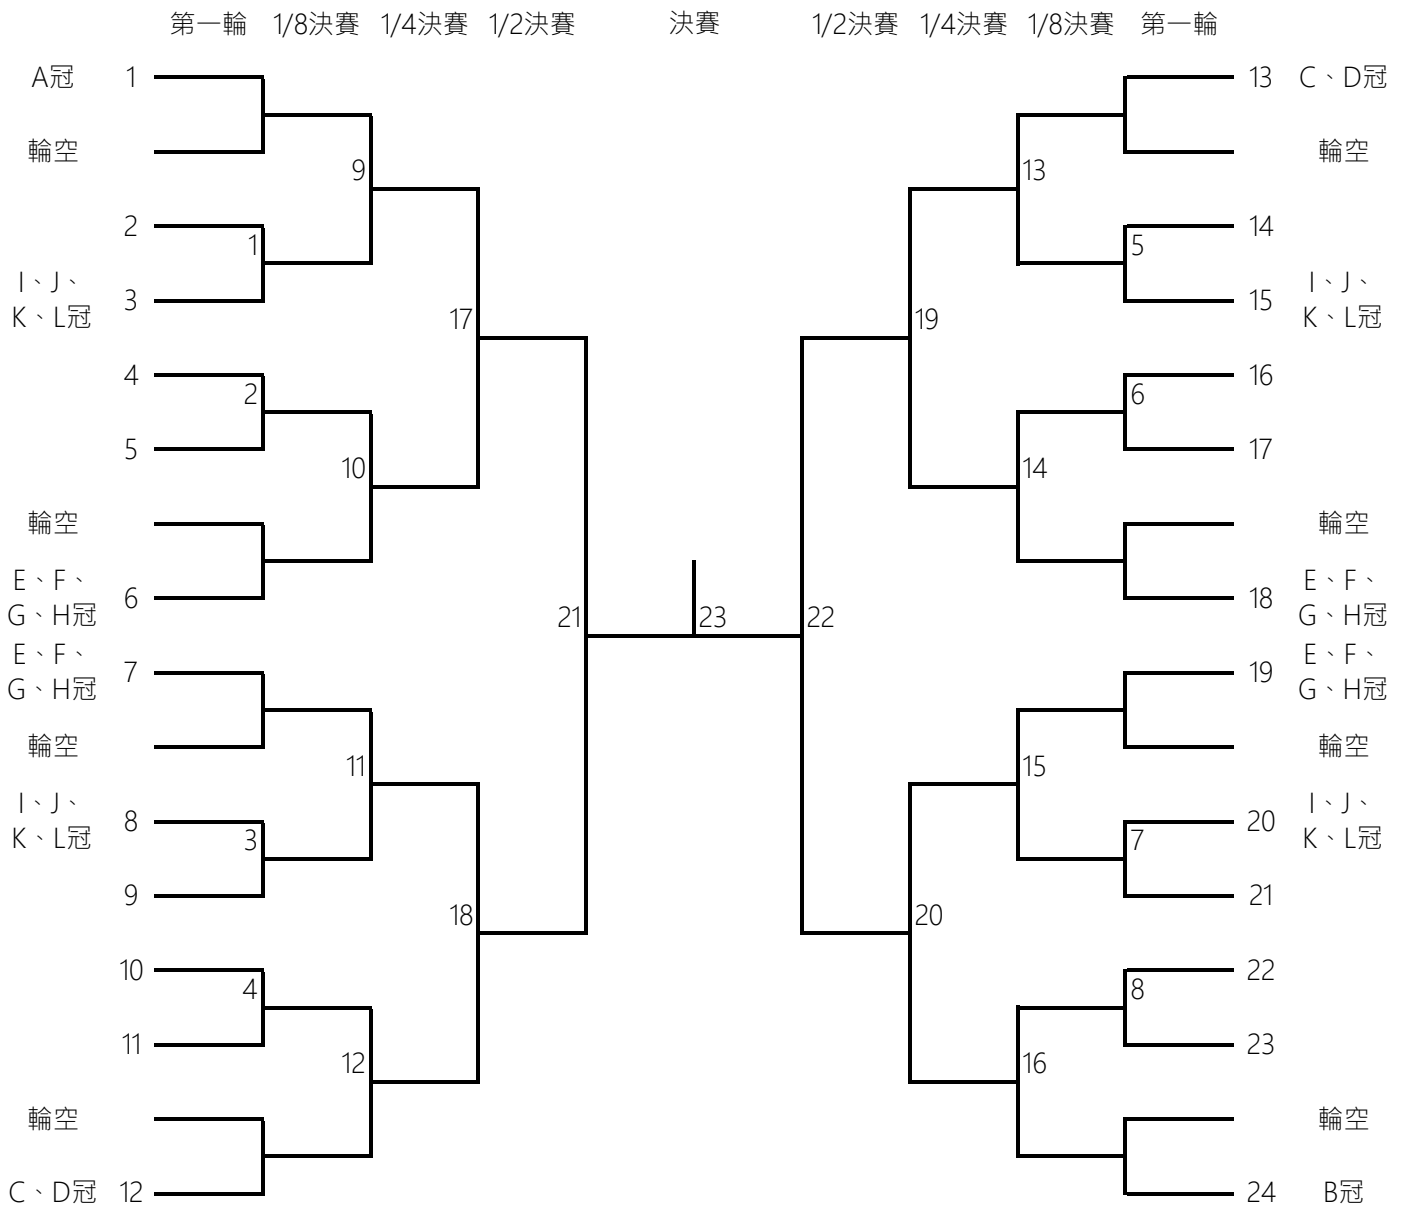 第一輪 1/8決賽 1/4決賽 1/2決賽 決賽 1/2決賽 1/4決賽 1/8決賽 第一輪
A冠 1 13 C、D冠
輪空 輪空
9 13
2 14
1 5
I、J、 I、J、
K、L冠 3 15 K、L冠
17 19
4 16
2 6
5 17
10 14
輪空 輪空
E、F、 E、F、
G、H冠 6 18 G、H冠
21 23 22
E、F、 E、F、
G、H冠 7 19 G、H冠
輪空 輪空
11 15
I、J、 I、J、
K、L冠 8 20 K、L冠
3 7
9 21
18 20
10 22
4 8
11 23
12 16
輪空 輪空
C、D冠 12 24 B冠